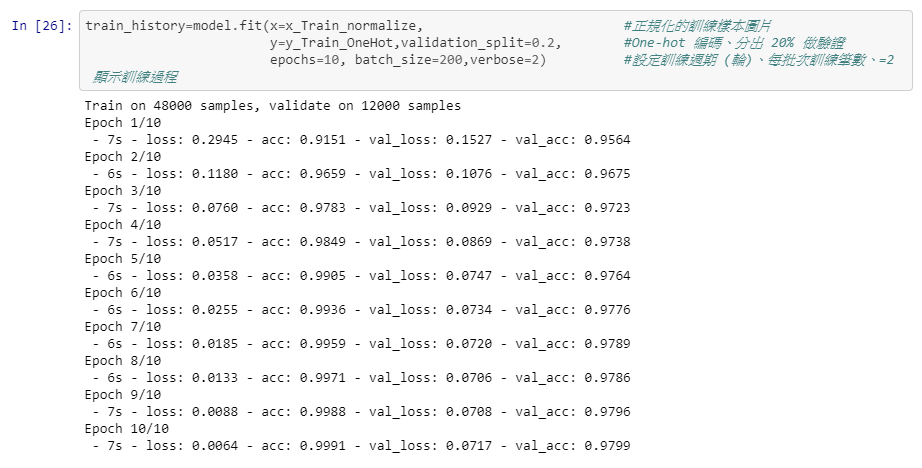 In [26]: train_history=model.fit(x=x_Train_normalize, #正規化的訓練樣本圖片
y=y_Train_OneHot,validation_split=0.2, #One-hot 編碼、分出 20% 做驗證
epochs=10, batch_size=200,verbose=2) #設定訓練週期 (輪)、每批次訓練筆數、=2
顯示訓練過程
Train on 48000 samples, validate on 12000 samples
Epoch 1/10
- 7s - loss: 0.2945 - acc: 0.9151 - val_loss: 0.1527 - val_acc: 0.9564
Epoch 2/10
- 6s - loss: 0.1180 - acc: 0.9659 - val_loss: 0.1076 - val_acc: 0.9675
Epoch 3/10
- 7s - loss: 0.0760 - acc: 0.9783 - val_loss: 0.0929 - val_acc: 0.9723
Epoch 4/10
- 7s - loss: 0.0517 - acc: 0.9849 - val_loss: 0.0869 - val_acc: 0.9738
Epoch 5/10
- 6s - loss: 0.0358 - acc: 0.9905 - val_loss: 0.0747 - val_acc: 0.9764
Epoch 6/10
- 6s - loss: 0.0255 - acc: 0.9936 - val_loss: 0.0734 - val_acc: 0.9776
Epoch 7/10
- 6s - loss: 0.0185 - acc: 0.9959 - val_loss: 0.0720 - val_acc: 0.9789
Epoch 8/10
- 6s - loss: 0.0133 - acc: 0.9971 - val_loss: 0.0706 - val_acc: 0.9786
Epoch 9/10
- 7s - loss: 0.0088 - acc: 0.9988 - val_loss: 0.0708 - val_acc: 0.9796
Epoch 10/10
- 7s - loss: 0.0064 - acc: 0.9991 - val_loss: 0.0717 - val_acc: 0.9799